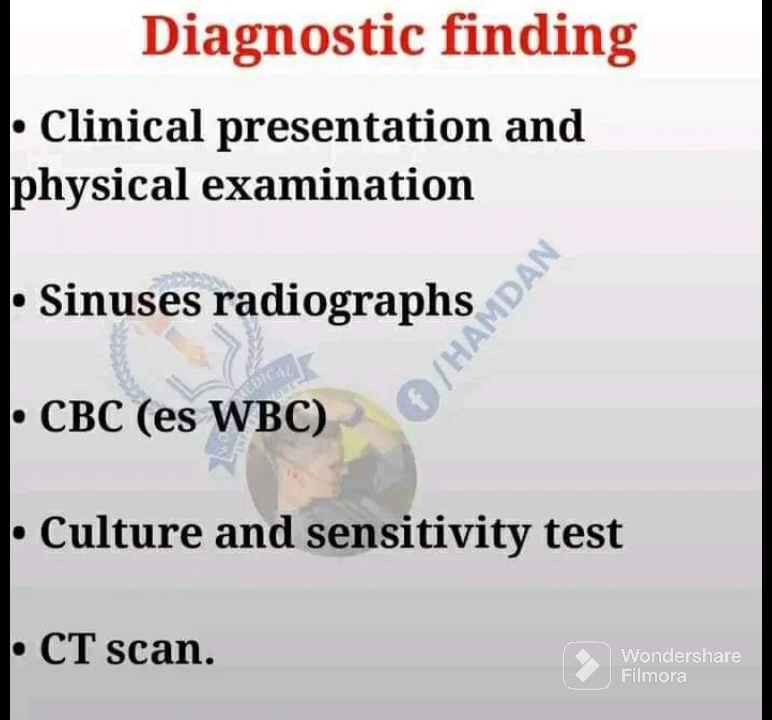 Diagnostic finding
• Clinical presentation and
physical examination
• Sinuses radiographs
/HAMDAN
• CBC (es WBC)
MEDICAL
• Culture and sensitivity test
• CT scan.
Wondershare
Filmora